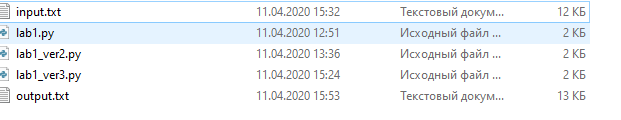 input.txt 11.04.2020 15:32 Текстовый докум... 12 КБ
lab1.py 11.04.2020 12:51 Исходный файл ... 2 КБ
lab1_ver2.py 11.04.2020 13:36 Исходный файл ... 2 КБ
lab1_ver3.py 11.04.2020 15:24 Исходный файл ... 2 КБ
output.txt 11.04.2020 15:53 Текстовый докум... 13 КБ